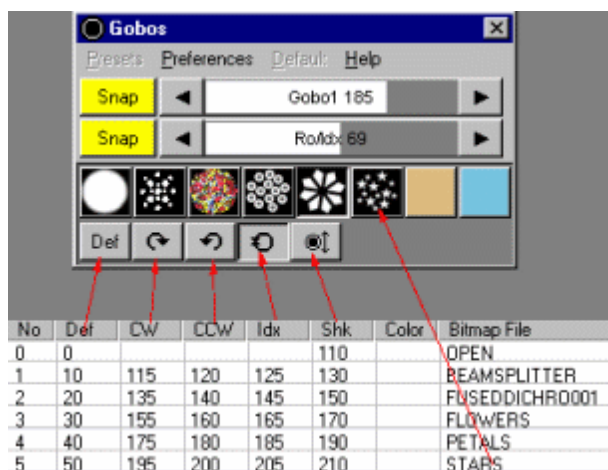 Gobos
Presets Preferences Default Help
Snap Gobo1 185
Snap Ro/Idx 69
Def
No Def CW CCW Idx Shk Color Bitmap File
0 0 110 OPEN
1 10 115 120 125 130 BEAMSPLITTER
2 20 135 140 145 150 FUSEDDICHRO001
3 30 155 160 165 170 FLOWERS
4 40 175 180 185 190 PETALS
5 50 195 200 205 210 STARS